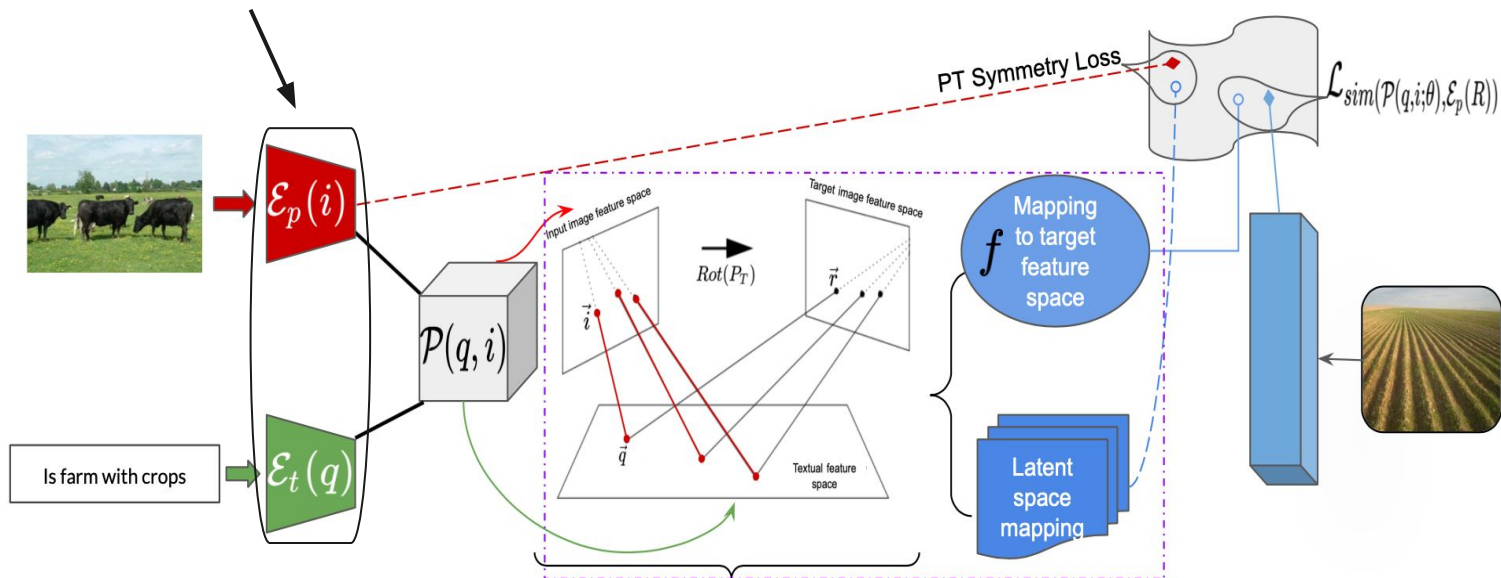 PT Symmetry Loss
ℒsim(𝒫(q,i;θ),ℰp(R))
ℰp(i)
Input image feature space
Target image feature space
Rot(PT)
i⃗
r⃗
f
Mapping
to target
feature
space
𝒫(q, i)
Is farm with crops
ℰt(q)
q⃗
Textual feature
space
Latent
space
mapping